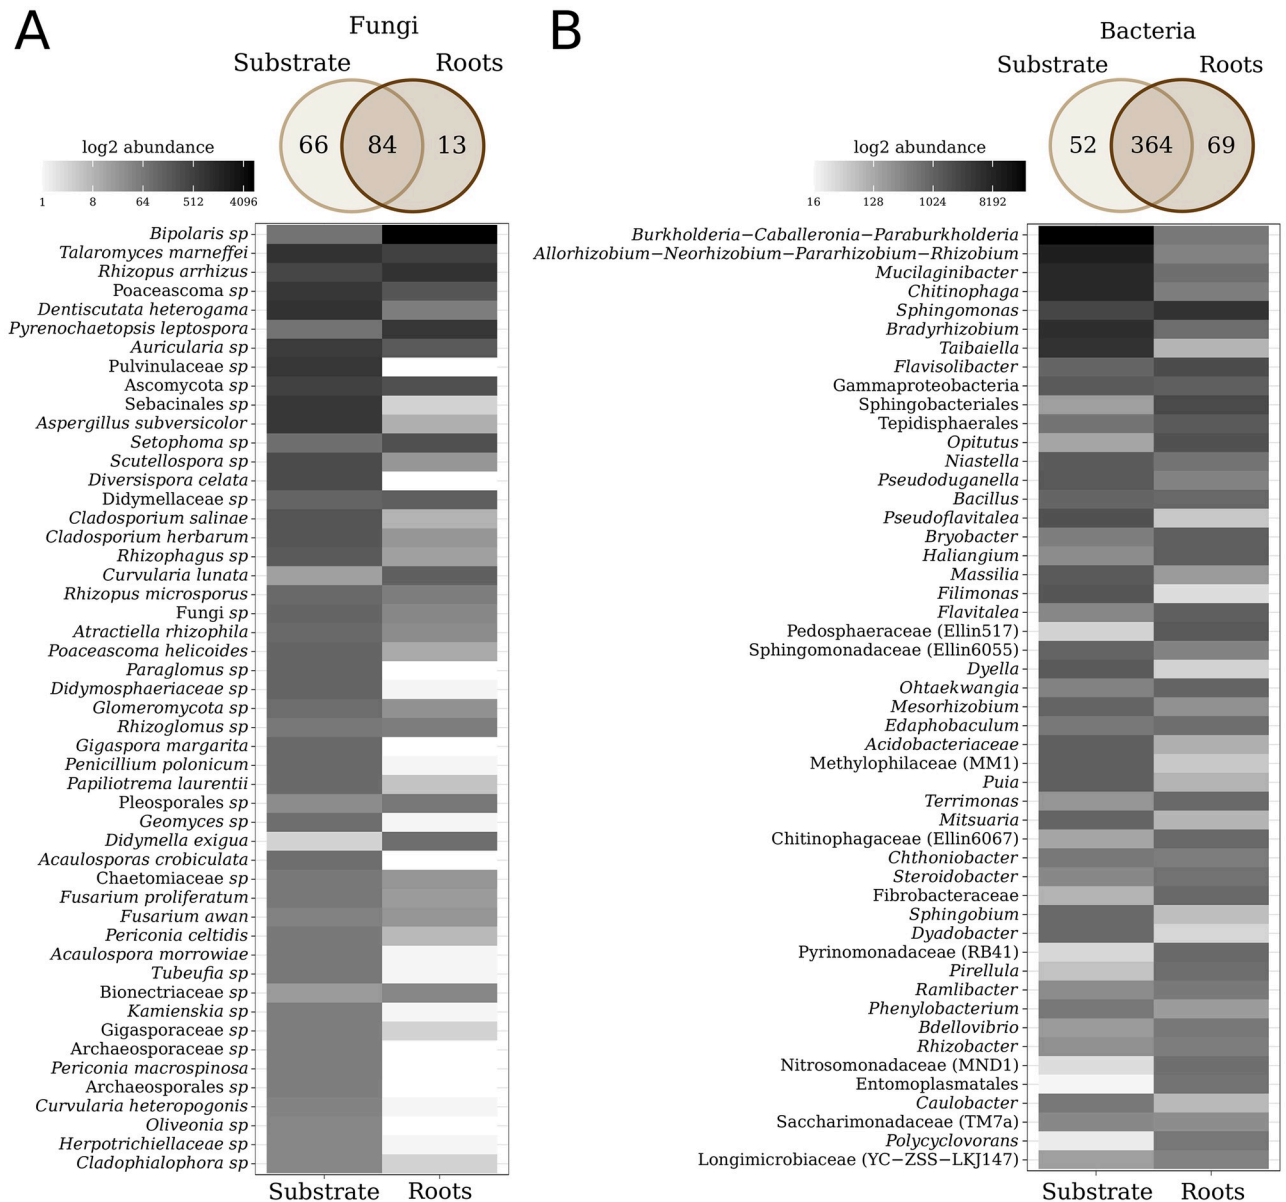 A
Fungi
Substrate
Roots
66
84
13
log2 abundance
1
8
64
512
4096
Bipolaris sp
Talaromyces marneffei
Rhizopus arrhizus
Poaceascoma sp
Dentiscutata heterogama
Pyrenochaetopsis leptospora
Auricularia sp
Pulvinulaceae sp
Ascomycota sp
Sebacinales sp
Aspergillus subversicolor
Setophoma sp
Scutellospora sp
Diversispora celata
Didymellaceae sp
Cladosporium salinae
Cladosporium herbarum
Rhizophagus sp
Curvularia lunata
Rhizopus microsporus
Fungi sp
Atractiella rhizophila
Poaceascoma helicoides
Paraglomus sp
Didymosphaeriaceae sp
Glomeromycota sp
Rhizoglomus sp
Gigaspora margarita
Penicillium polonicum
Papiliotrema laurentii
Pleosporales sp
Geomyces sp
Didymella exigua
Acaulosporas crobiculata
Chaetomiaceae sp
Fusarium proliferatum
Fusarium awan
Periconia celtidis
Acaulospora morrowiae
Tubeufia sp
Bionectriaceae sp
Kamienskia sp
Gigasporaceae sp
Archaeosporaceae sp
Periconia macrospinosa
Archaeosporales sp
Curvularia heteropogonis
Oliveonia sp
Herpotrichiellaceae sp
Cladophialophora sp
Substrate
Roots
B
Bacteria
Substrate
Roots
52
364
69
log2 abundance
16
128
1024
8192
Burkholderia−Caballeronia−Paraburkholderia
Allorhizobium−Neorhizobium−Pararhizobium−Rhizobium
Mucilaginibacter
Chitinophaga
Sphingomonas
Bradyrhizobium
Taibaiella
Flavisolibacter
Gammaproteobacteria
Sphingobacteriales
Tepidisphaerales
Opitutus
Niastella
Pseudoduganella
Bacillus
Pseudoflavitalea
Bryobacter
Haliangium
Massilia
Filimonas
Flavitalea
Pedosphaeraceae (Ellin517)
Sphingomonadaceae (Ellin6055)
Dyella
Ohtaekwangia
Mesorhizobium
Edaphobaculum
Acidobacteriaceae
Methylophilaceae (MM1)
Puia
Terrimonas
Mitsuaria
Chitinophagaceae (Ellin6067)
Chthoniobacter
Steroidobacter
Fibrobacteraceae
Sphingobium
Dyadobacter
Pyrinomonadaceae (RB41)
Pirellula
Ramlibacter
Phenylobacterium
Bdellovibrio
Rhizobacter
Nitrosomonadaceae (MND1)
Entomoplasmatales
Caulobacter
Saccharimonadaceae (TM7a)
Polycyclovorans
Longimicrobiaceae (YC−ZSS−LKJ147)
Substrate
Roots